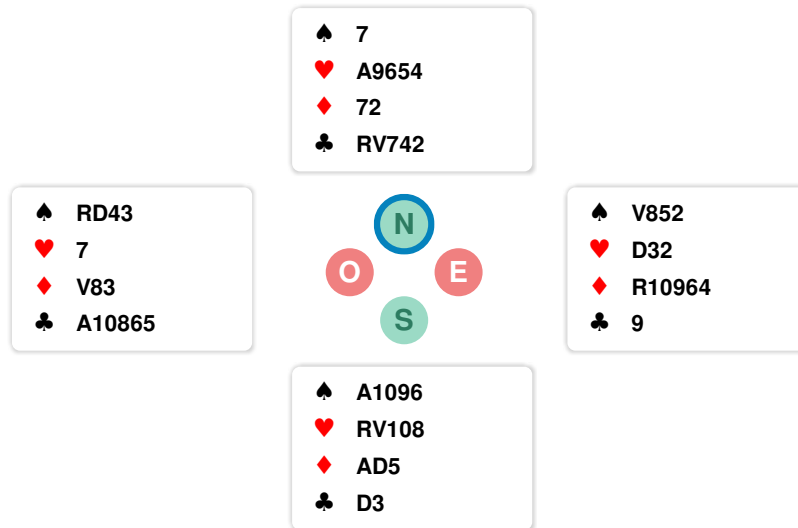 ♠ 7
♥ A9654
♦ 72
♣ RV742
♠ RD43
♥ 7
♦ V83
♣ A10865
N
O E
S
♠ V852
♥ D32
♦ R10964
♣ 9
♠ A1096
♥ RV108
♦ AD5
♣ D3